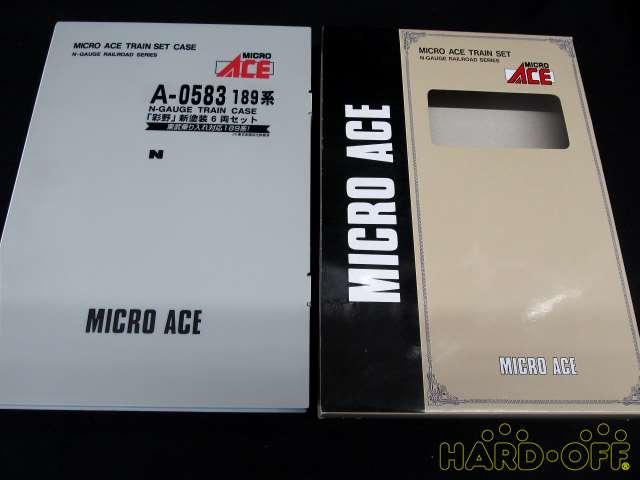 MICRO ACE TRAIN SET CASE
N-GAUGE RAILROAD SERIES
MICRO
ACE
A-0583 189系
N-GAUGE TRAIN CASE
「彩野」新塗装6両セット
東武乗り入れ対応189系!
N
MICRO ACE
MICRO ACE
MICRO ACE TRAIN SET
N-GAUGE RAILROAD SERIES
MICRO
ACE
MICRO ACE
HARD-OFF